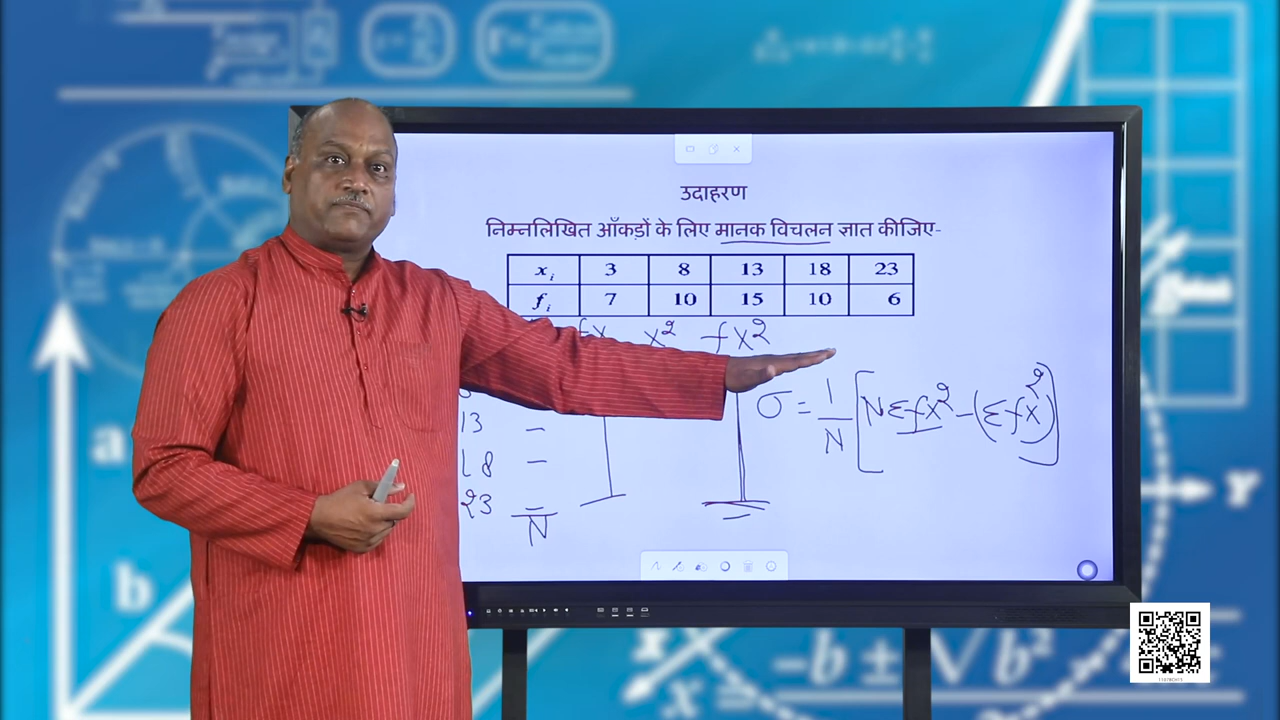 उदाहरण
निम्नलिखित आँकड़ों के लिए मानक विचलन ज्ञात कीजिए-
xᵢ 3 8 13 18 23
fᵢ 7 10 15 10 6
fx x² fx²
σ = 1/N [NΣfx² - (Σfx)²]
13 -
18 -
23 -
N
a
b
Y
x = -b ± √b²